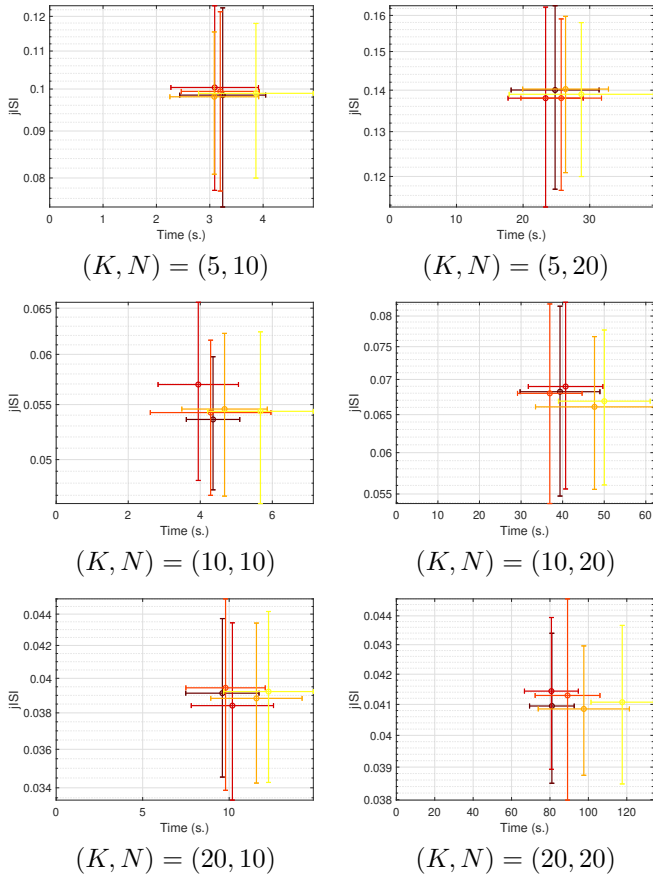 0.12
0.1
0.09
0.08
jISI
0 1 2 3 4
Time (s.)
(K, N) = (5, 10)
0.16
0.14
0.13
0.12
jISI
0 10 20 30
Time (s.)
(K, N) = (5, 20)
0.065
0.06
0.055
0.05
jISI
0 2 4 6
Time (s.)
(K, N) = (10, 10)
0.08
0.075
0.07
0.065
0.055
jISI
0 10 20 30 40 50 60
Time (s.)
(K, N) = (10, 20)
0.044
0.042
0.04
0.038
0.036
0.034
jISI
0 5 10
Time (s.)
(K, N) = (20, 10)
0.044
0.043
0.042
0.041
0.04
0.039
0.038
jISI
0 20 40 60 80 100 120
Time (s.)
(K, N) = (20, 20)